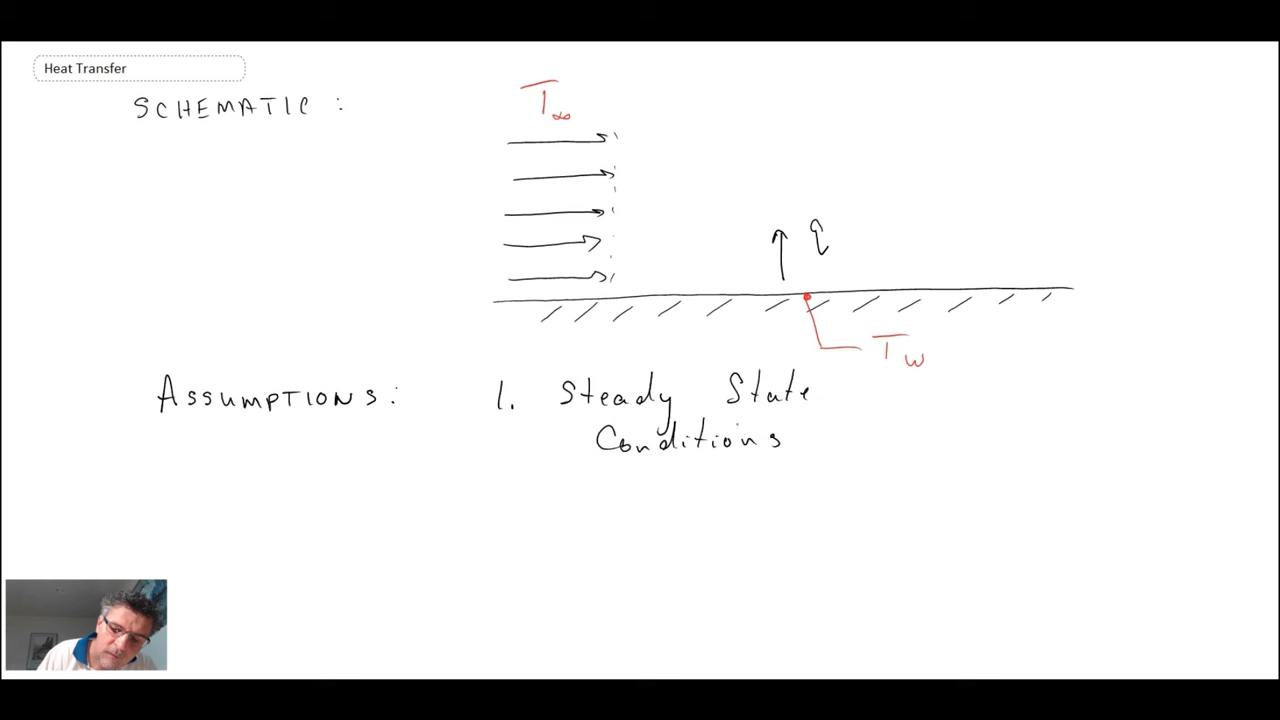 Heat Transfer
SCHEMATIC:
T∞
q
Tw
ASSUMPTIONS: 1. Steady State
Conditions